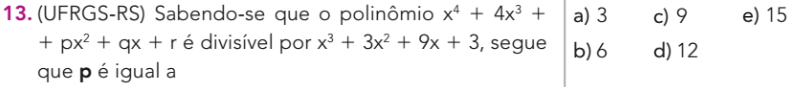 13. (UFRGS-RS) Sabendo-se que o polinômio x⁴ + 4x³ +
+ px² + qx + r é divisível por x³ + 3x² + 9x + 3, segue
que p é igual a
a) 3 c) 9 e) 15
b) 6 d) 12